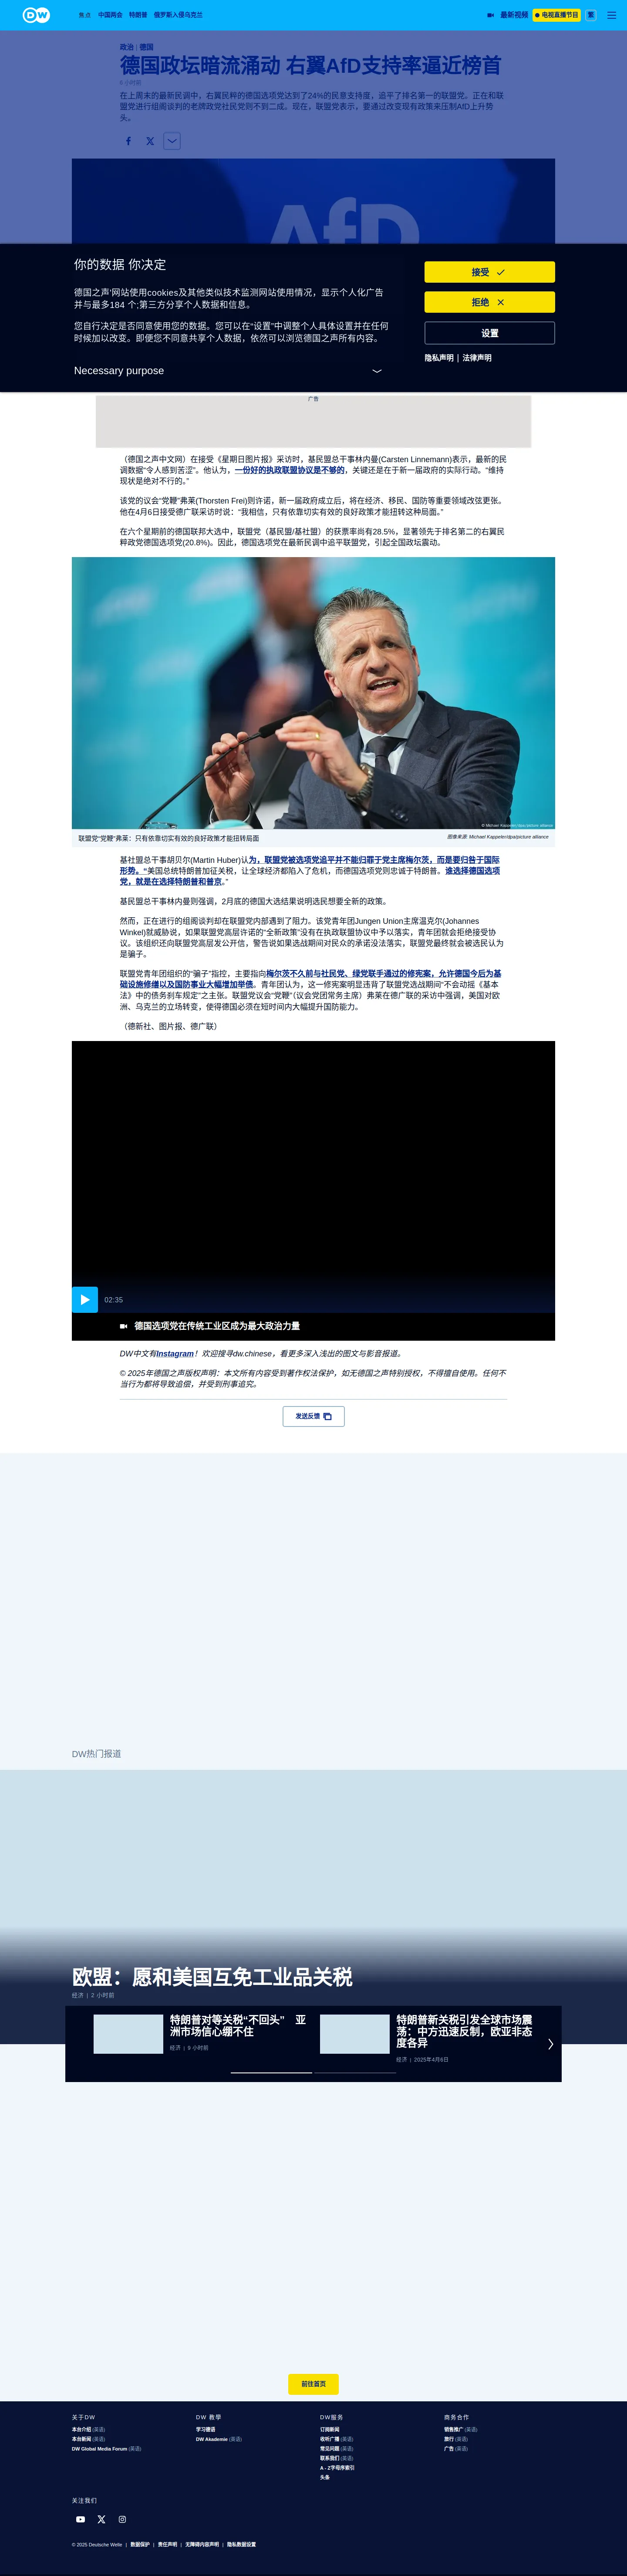 DW
焦点 中国两会 特朗普 俄罗斯入侵乌克兰
最新视频 电视直播节目 繁
政治 | 德国
德国政坛暗流涌动 右翼AfD支持率逼近榜首
6 小时前
在上周末的最新民调中，右翼民粹的德国选项党达到了24%的民意支持度，追平了排名第一的联盟党。正在和联
盟党进行组阁谈判的老牌政党社民党则不到二成。现在，联盟党表示，要通过改变现有政策来压制AfD上升势
头。
AfD
你的数据 你决定
德国之声'网站使用cookies及其他类似技术监测网站使用情况，显示个人化广告
并与最多184 个;第三方分享个人数据和信息。
您自行决定是否同意使用您的数据。您可以在"设置"中调整个人具体设置并在任何
时候加以改变。即便您不同意共享个人数据，依然可以浏览德国之声所有内容。
Necessary purpose
接受
拒绝
设置
隐私声明 | 法律声明
广告
（德国之声中文网）在接受《星期日图片报》采访时，基民盟总干事林内曼(Carsten Linnemann)表示，最新的民
调数据“令人感到苦涩”。他认为，一份好的执政联盟协议是不够的，关键还是在于新一届政府的实际行动。“维持
现状是绝对不行的。”
该党的议会“党鞭”弗莱(Thorsten Frei)则许诺，新一届政府成立后，将在经济、移民、国防等重要领域改弦更张。
他在4月6日接受德广联采访时说：“我相信，只有依靠切实有效的良好政策才能扭转这种局面。”
在六个星期前的德国联邦大选中，联盟党（基民盟/基社盟）的获票率尚有28.5%，显著领先于排名第二的右翼民
粹政党德国选项党(20.8%)。因此，德国选项党在最新民调中追平联盟党，引起全国政坛震动。
© Michael Kappeler/dpa/picture alliance
联盟党“党鞭”弗莱：只有依靠切实有效的良好政策才能扭转局面
图像来源: Michael Kappeler/dpa/picture alliance
基社盟总干事胡贝尔(Martin Huber)认为，联盟党被选项党追平并不能归罪于党主席梅尔茨，而是要归咎于国际
形势。“美国总统特朗普加征关税，让全球经济都陷入了危机，而德国选项党则忠诚于特朗普。谁选择德国选项
党，就是在选择特朗普和普京。”
基民盟总干事林内曼则强调，2月底的德国大选结果说明选民想要全新的政策。
然而，正在进行的组阁谈判却在联盟党内部遇到了阻力。该党青年团Jungen Union主席温克尔(Johannes
Winkel)就威胁说，如果联盟党高层许诺的“全新政策”没有在执政联盟协议中予以落实，青年团就会拒绝接受协
议。该组织还向联盟党高层发公开信，警告说如果选战期间对民众的承诺没法落实，联盟党最终就会被选民认为
是骗子。
联盟党青年团组织的“骗子”指控，主要指向梅尔茨不久前与社民党、绿党联手通过的修宪案，允许德国今后为基
础设施修缮以及国防事业大幅增加举债。青年团认为，这一修宪案明显违背了联盟党选战期间“不会动摇《基本
法》中的债务刹车规定”之主张。联盟党议会“党鞭”（议会党团常务主席）弗莱在德广联的采访中强调，美国对欧
洲、乌克兰的立场转变，使得德国必须在短时间内大幅提升国防能力。
（德新社、图片报、德广联）
02:35
德国选项党在传统工业区成为最大政治力量
DW中文有Instagram！欢迎搜寻dw.chinese，看更多深入浅出的图文与影音报道。
© 2025年德国之声版权声明：本文所有内容受到著作权法保护，如无德国之声特别授权，不得擅自使用。任何不
当行为都将导致追偿，并受到刑事追究。
发送反馈
DW热门报道
欧盟：愿和美国互免工业品关税
经济 | 2 小时前
特朗普对等关税“不回头” 亚
洲市场信心绷不住
经济 | 9 小时前
特朗普新关税引发全球市场震
荡：中方迅速反制，欧亚非态
度各异
经济 | 2025年4月6日
前往首页
关于DW
本台介绍 (英语)
本台新闻 (英语)
DW Global Media Forum (英语)
DW 教學
学习德语
DW Akademie (英语)
DW服务
订阅新闻
收听广播 (英语)
常见问题 (英语)
联系我们 (英语)
A - Z字母序索引
头条
商务合作
销售推广 (英语)
旅行 (英语)
广告 (英语)
关注我们
© 2025 Deutsche Welle | 数据保护 | 责任声明 | 无障碍内容声明 | 隐私数据设置